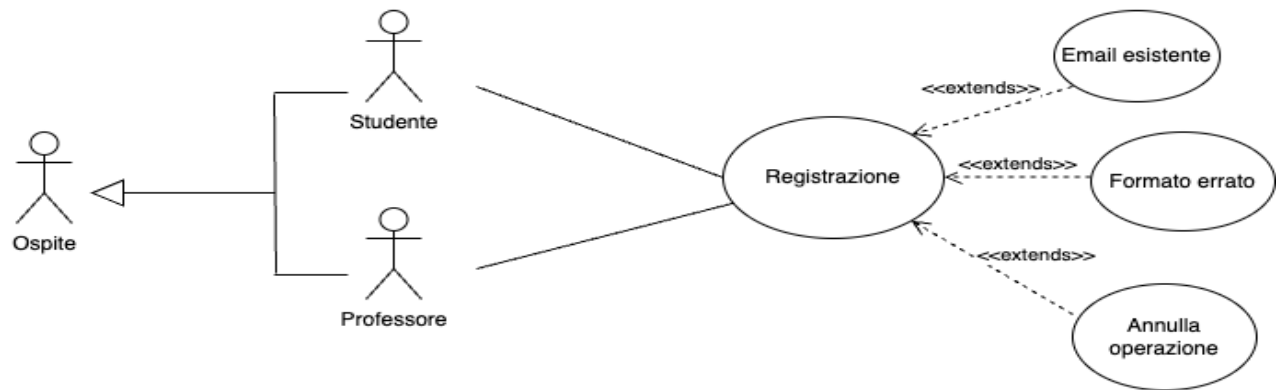 Email esistente
<<extends>>
Studente
<<extends>>
Registrazione
Formato errato
Ospite
<<extends>>
Professore
Annulla
operazione